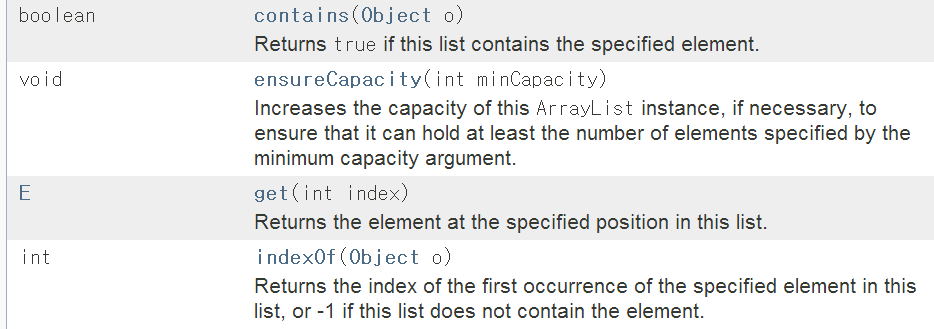 boolean contains(Object o)
Returns true if this list contains the specified element.
void ensureCapacity(int minCapacity)
Increases the capacity of this ArrayList instance, if necessary, to
ensure that it can hold at least the number of elements specified by the
minimum capacity argument.
E get(int index)
Returns the element at the specified position in this list.
int indexOf(Object o)
Returns the index of the first occurrence of the specified element in this
list, or -1 if this list does not contain the element.